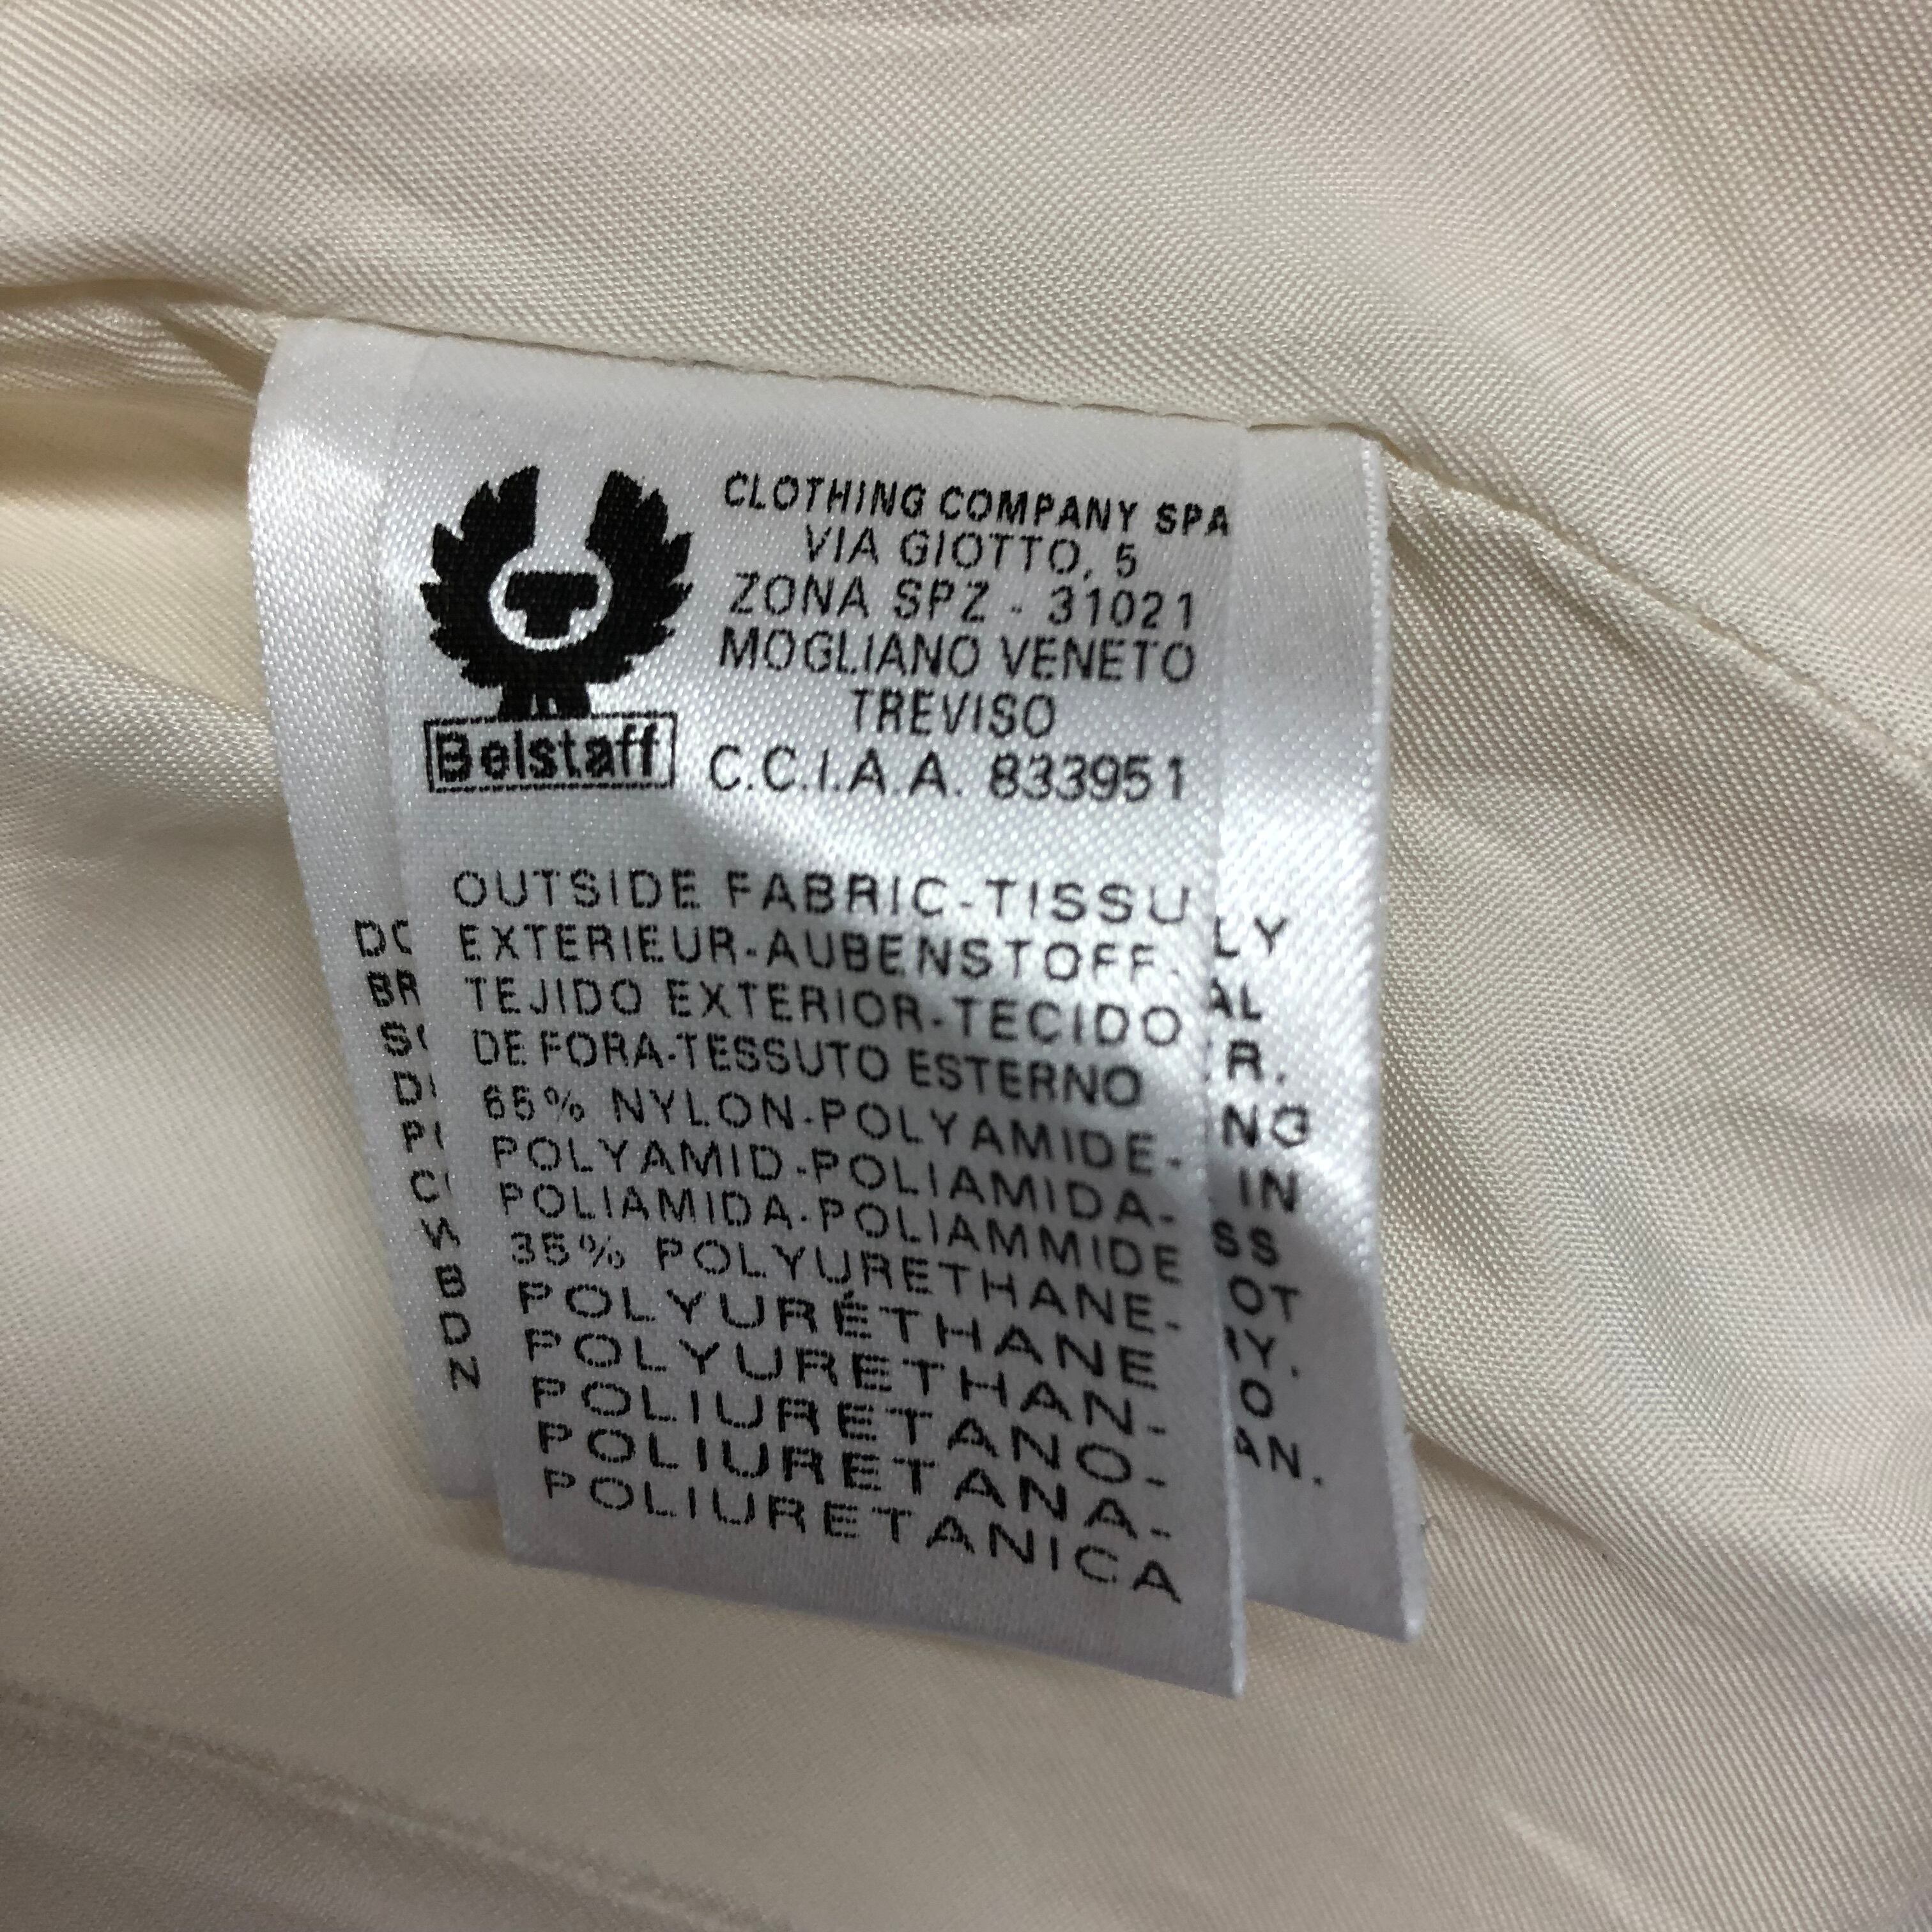 CLOTHING COMPANY SPA
VIA GIOTTO, 5
ZONA SPZ - 31021
MOGLIANO VENETO
TREVISO
Belstaff
C.C.I.A.A. 833951
OUTSIDE FABRIC-TISSU
EXTERIEUR-AUBENSTOFF-
TEJIDO EXTERIOR-TECIDO
DE FORA-TESSUTO ESTERNO
65% NYLON-POLYAMIDE-
POLYAMID-POLIAMIDA-
POLIAMIDA-POLIAMMIDE
35% POLYURETHANE-
POLYURÉTHANE
POLYURETHAN-
POLIURETANO-
POLIURETANA-
POLIURETANICA
IN